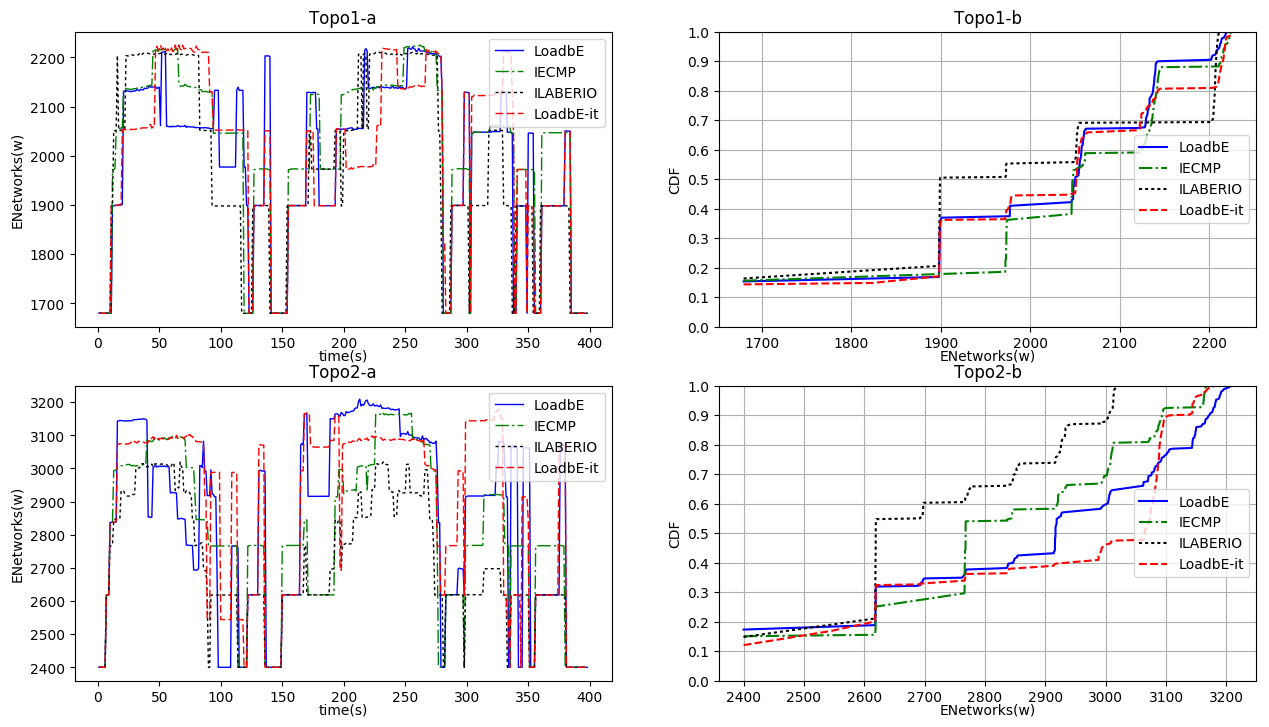 Topo1-a
2200
2100
2000
1900
1800
1700
ENetworks(w)
0 50 100 150 200 250 300 350 400
time(s)
LoadbE
IECMP
ILABERIO
LoadbE-it
Topo1-b
1.0
0.9
0.8
0.7
0.6
0.5
0.4
0.3
0.2
0.1
0.0
CDF
1700 1800 1900 2000 2100 2200
ENetworks(w)
LoadbE
IECMP
ILABERIO
LoadbE-it
Topo2-a
3200
3100
3000
2900
2800
2700
2600
2500
2400
ENetworks(w)
0 50 100 150 200 250 300 350 400
time(s)
LoadbE
IECMP
ILABERIO
LoadbE-it
Topo2-b
1.0
0.9
0.8
0.7
0.6
0.5
0.4
0.3
0.2
0.1
0.0
CDF
2400 2500 2600 2700 2800 2900 3000 3100 3200
ENetworks(w)
LoadbE
IECMP
ILABERIO
LoadbE-it